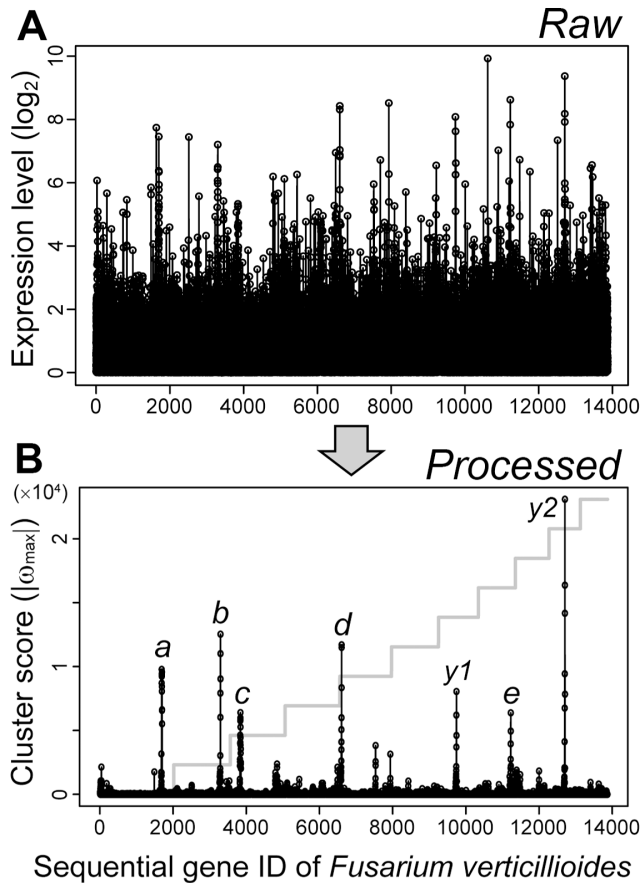 A
Raw
Expression level (log₂)
10
8
6
4
2
0
0 2000 4000 6000 8000 10000 12000 14000
B
Processed
(×10⁴)
Cluster score (|ωmax|)
2
1
0
a
b
c
d
y1
e
y2
0 2000 4000 6000 8000 10000 12000 14000
Sequential gene ID of Fusarium verticillioides